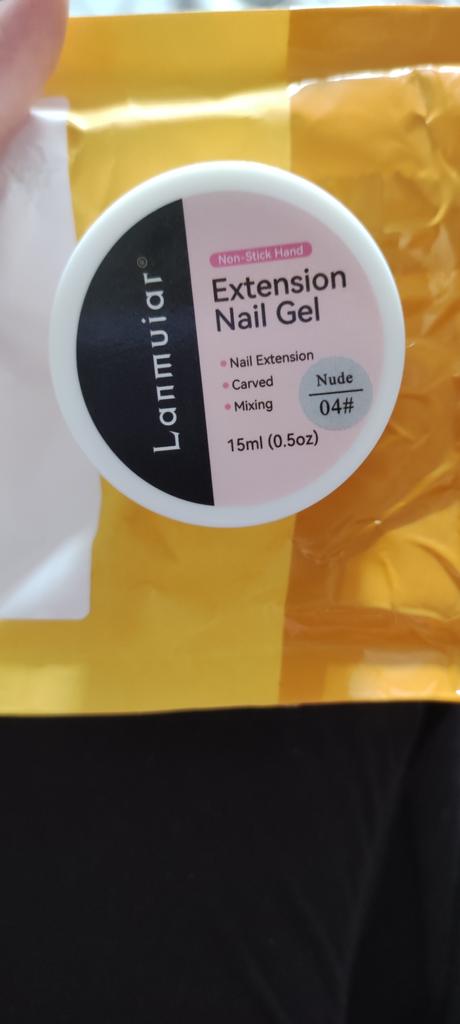 Lanmuiar®
Non-Stick Hand
Extension
Nail Gel
• Nail Extension
• Carved
• Mixing
Nude
04#
15ml (0.5oz)